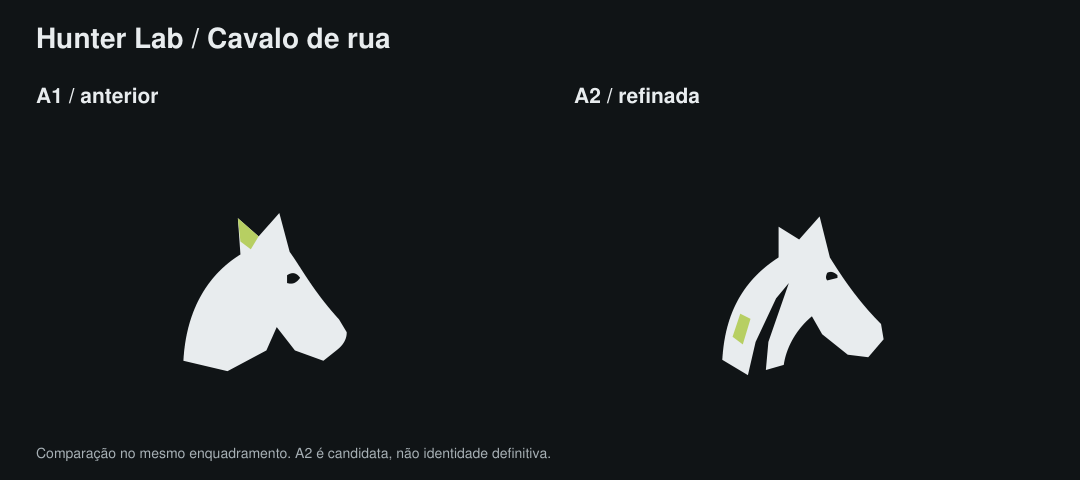 Hunter Lab / Cavalo de rua
A1 / anterior
A2 / refinada
Comparação no mesmo enquadramento. A2 é candidata, não identidade definitiva.